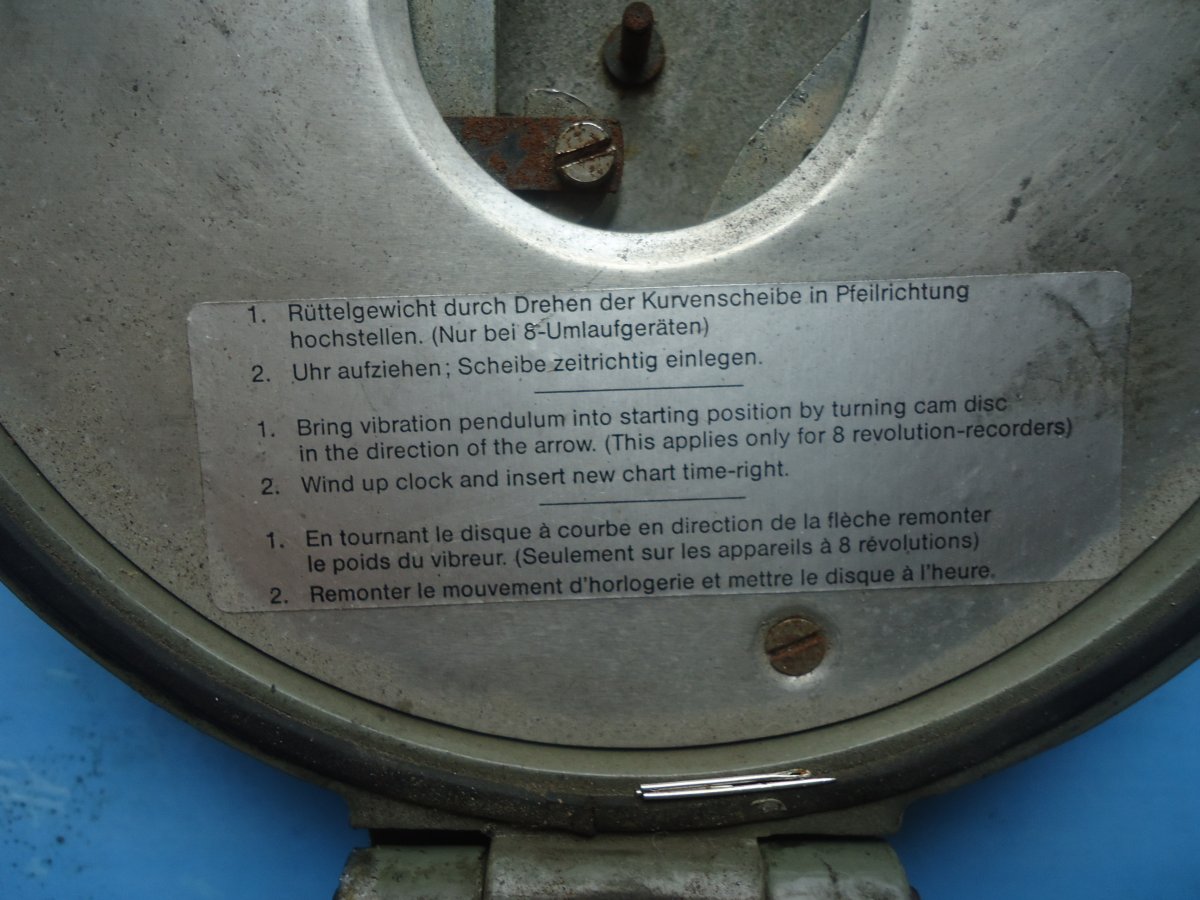 1. Rüttelgewicht durch Drehen der Kurvenscheibe in Pfeilrichtung
hochstellen. (Nur bei 8-Umlaufgeräten)
2. Uhr aufziehen; Scheibe zeitrichtig einlegen.
1. Bring vibration pendulum into starting position by turning cam disc
in the direction of the arrow. (This applies only for 8 revolution-recorders)
2. Wind up clock and insert new chart time-right.
1. En tournant le disque à courbe en direction de la flèche remonter
le poids du vibreur. (Seulement sur les appareils à 8 révolutions)
2. Remonter le mouvement d'horlogerie et mettre le disque à l'heure.